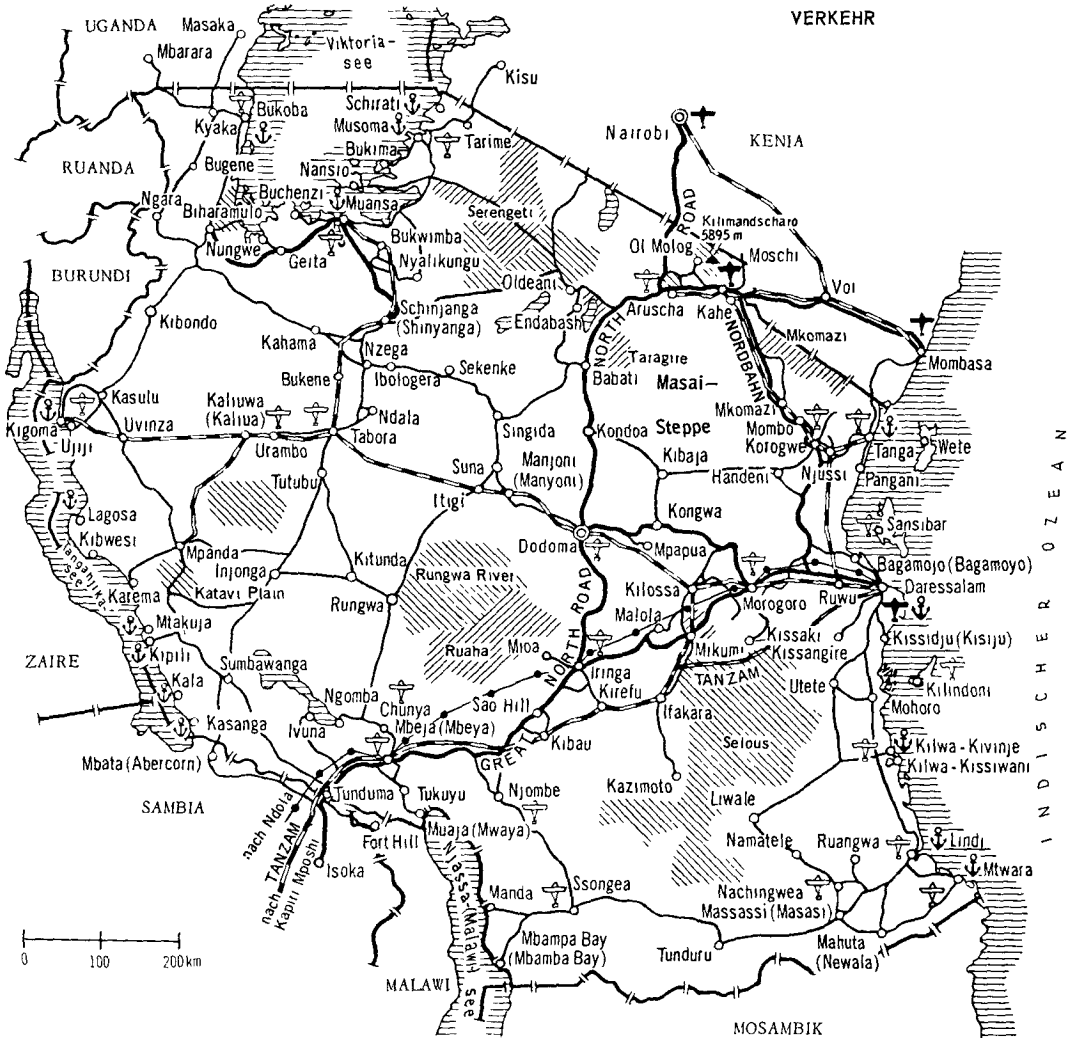 VERKEHR
UGANDA
Masaka
Mbarara
Viktoria-
see
Kisu
Schirati
Bukoba
Kyaka
Musoma
Tarime
Nairobi
KENIA
Bukima
RUANDA
Bugene
Nansio
Ngara
Buchenzi
Muansa
Biharamulo
Serengeti
ROAD
Kilimandscharo
5895 m
Nungwe
Geita
Bukwimba
Nyalikungu
Ol Molog
Moschi
BURUNDI
Oldeani
Voi
Kibondo
Schinjanga
(Shinyanga)
Endabash
Aruscha
Kahe
NORTH
NORDBAHN
Mkomazi
Kahama
Nzega
Mombasa
Bukene
Ibologera
Sekenke
Babati
Taragire
Masai-
Kasulu
Kaliuwa
(Kaliua)
Ndala
Steppe
Mkomazi
Kigoma
Ujiji
Uvinza
Urambo
Tabora
Singida
Kondoa
Mombo
Korogwe
Tanga
Wete
Suna
Manjoni
(Manyoni)
Kibaja
Handeni
Njussi
Pangani
Tutubu
Itigi
Lagosa
Kongwa
Sansibar
Kibwesi
Tanganjika-
see
Mpanda
Kitunda
Dodoma
Mpapua
Bagamojo (Bagamoyo)
Injonga
Rungwa River
Kilossa
Daressalam
Karema
Katavi Plain
Rungwa
Malola
Morogoro
Ruwu
Mtakuja
NORTH ROAD
Kissaki
Kissidju (Kisiju)
ZAIRE
Kipili
Ruaha
Mloa
Mikumi
Kissangire
Sumbawanga
Iringa
TANZAM
Kala
Ngomba
Kirefu
Utete
Kilindoni
Chunya
Sao Hill
Ifakara
Mohoro
Kasanga
Ivuna
Mbeja (Mbeya)
Kibau
Selous
Kilwa-Kivinje
Mbata (Abercorn)
GREAT
Kilwa-Kissiwani
SAMBIA
Tunduma
Tukuyu
Njombe
Kazimoto
Liwale
nach Ndola
TANZAM
Fort Hill
Muaja (Mwaya)
Namatele
Ruangwa
Lindi
nach
Kapiri Mposhi
Isoka
Mtwara
Njassa-(Malawi-)
see
Manda
Ssongea
Nachingwea
Massassi (Masasi)
Mbampa Bay
(Mbamba Bay)
Tunduru
Mahuta
(Newala)
0 100 200 km
MALAWI
MOSAMBIK
INDISCHER OZEAN